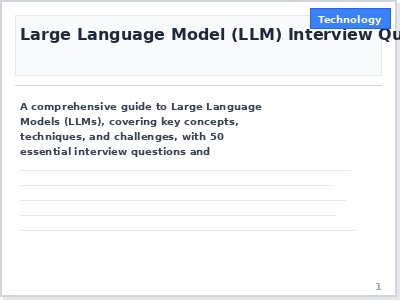 Technology
Large Language Model (LLM) Interview Qu
A comprehensive guide to Large Language
Models (LLMs), covering key concepts,
techniques, and challenges, with 50
essential interview questions and
1